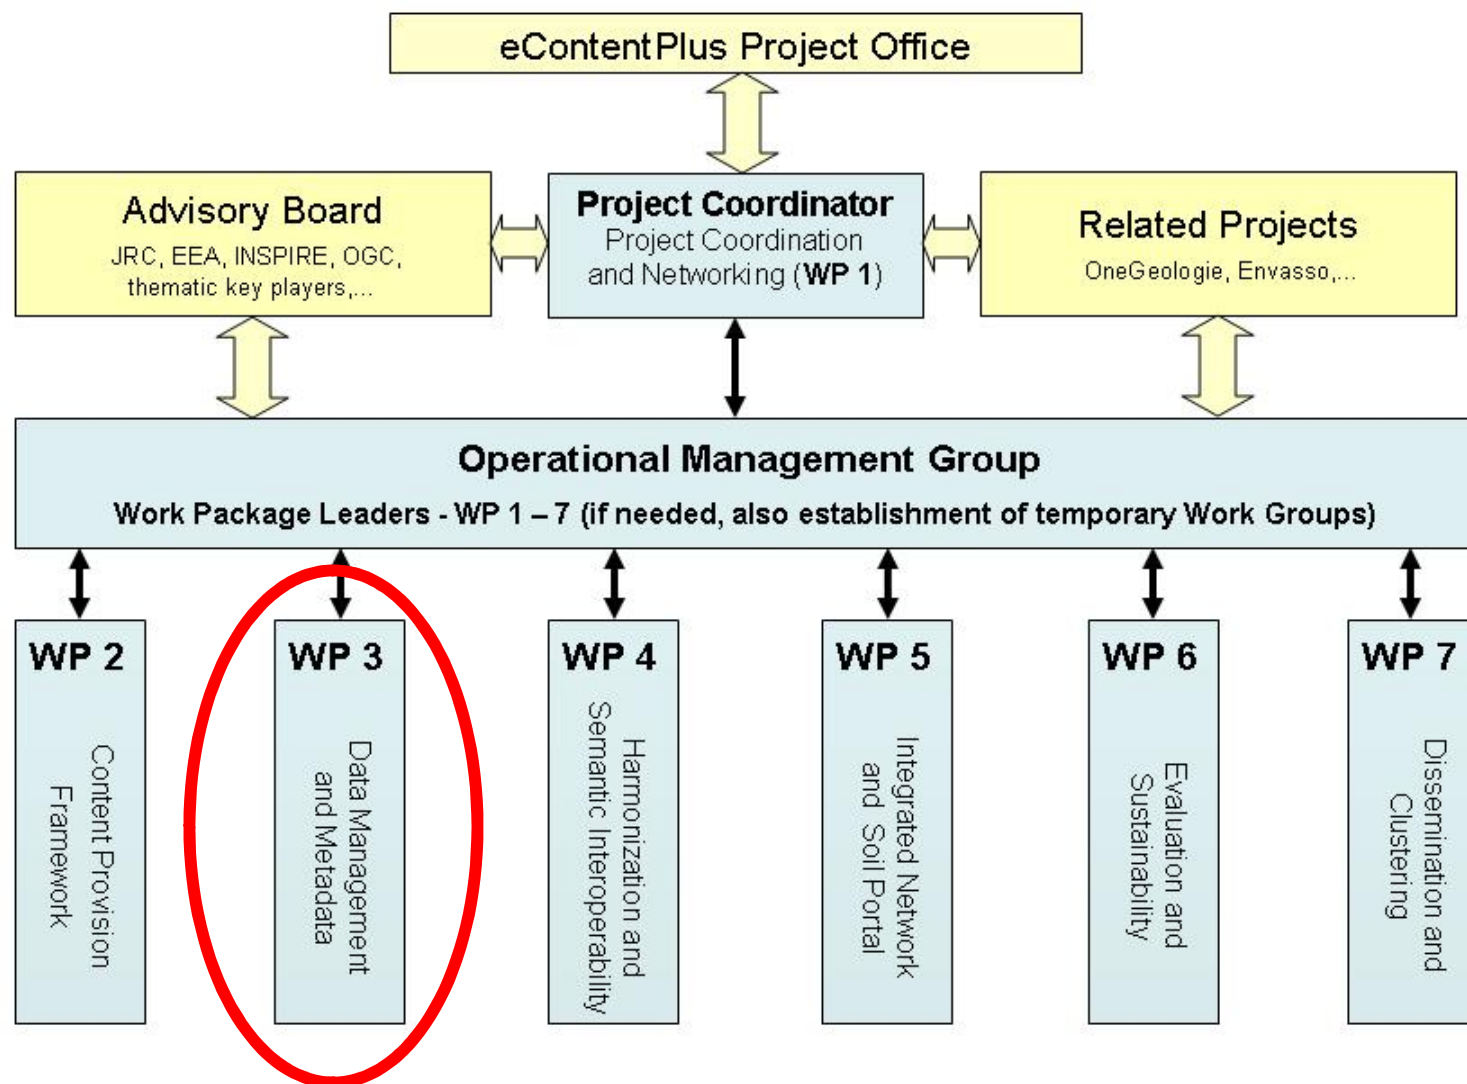 eContentPlus Project Office
Advisory Board
JRC, EEA, INSPIRE, OGC,
thematic key players,...
Project Coordinator
Project Coordination
and Networking (WP 1)
Related Projects
OneGeologie, Envasso,...
Operational Management Group
Work Package Leaders - WP 1 – 7 (if needed, also establishment of temporary Work Groups)
WP 2
Content Provision
Framework
WP 3
Data Management
and Metadata
WP 4
Harmonization and
Semantic Interoperability
WP 5
Integrated Network
and Soil Portal
WP 6
Evaluation and
Sustainability
WP 7
Dissemination and
Clustering